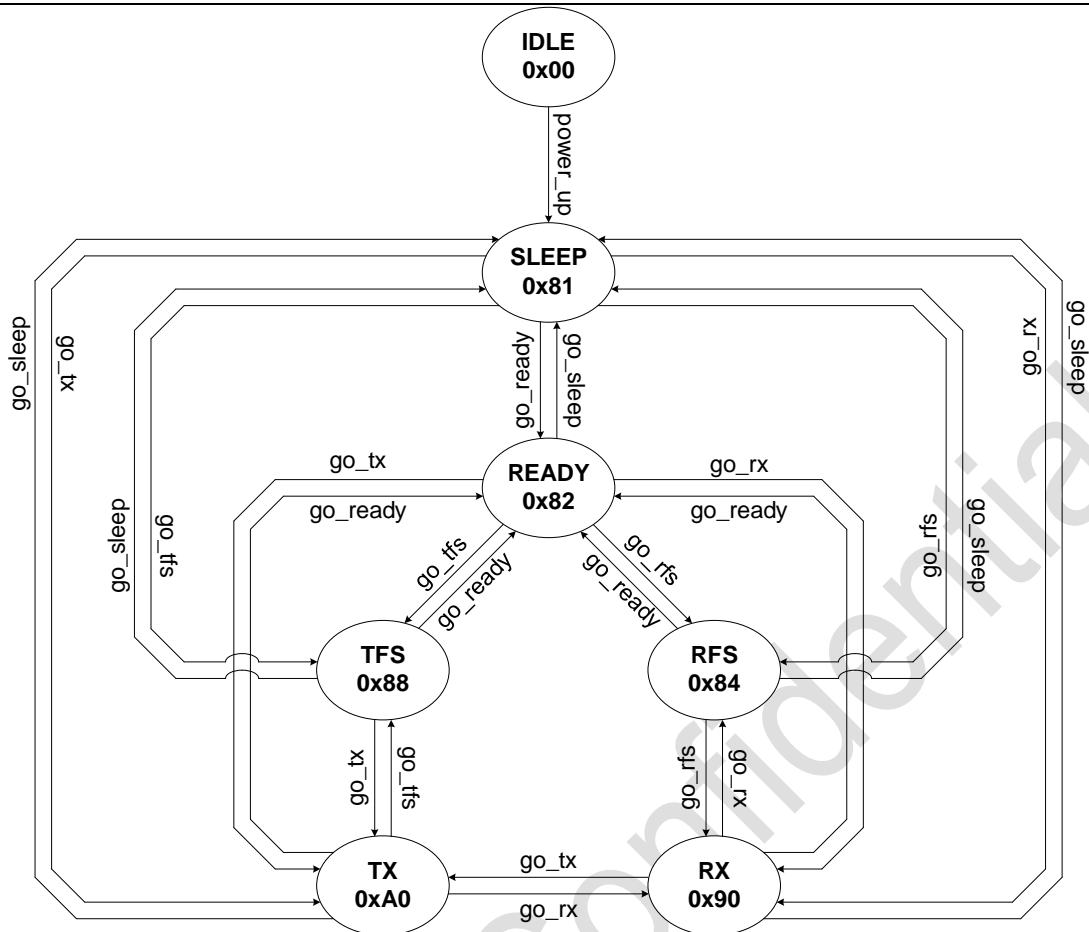 IDLE
0x00
power_up
SLEEP
0x81
go_sleep
go_tx
go_sleep
go_tfs
go_ready
go_sleep
go_rfs
go_sleep
go_rx
go_sleep
READY
0x82
go_tx
go_ready
go_rx
go_ready
go_tfs
go_ready
go_rfs
go_ready
TFS
0x88
RFS
0x84
go_tx
go_tfs
go_rfs
go_rx
TX
0xA0
RX
0x90
go_tx
go_rx
Confidential